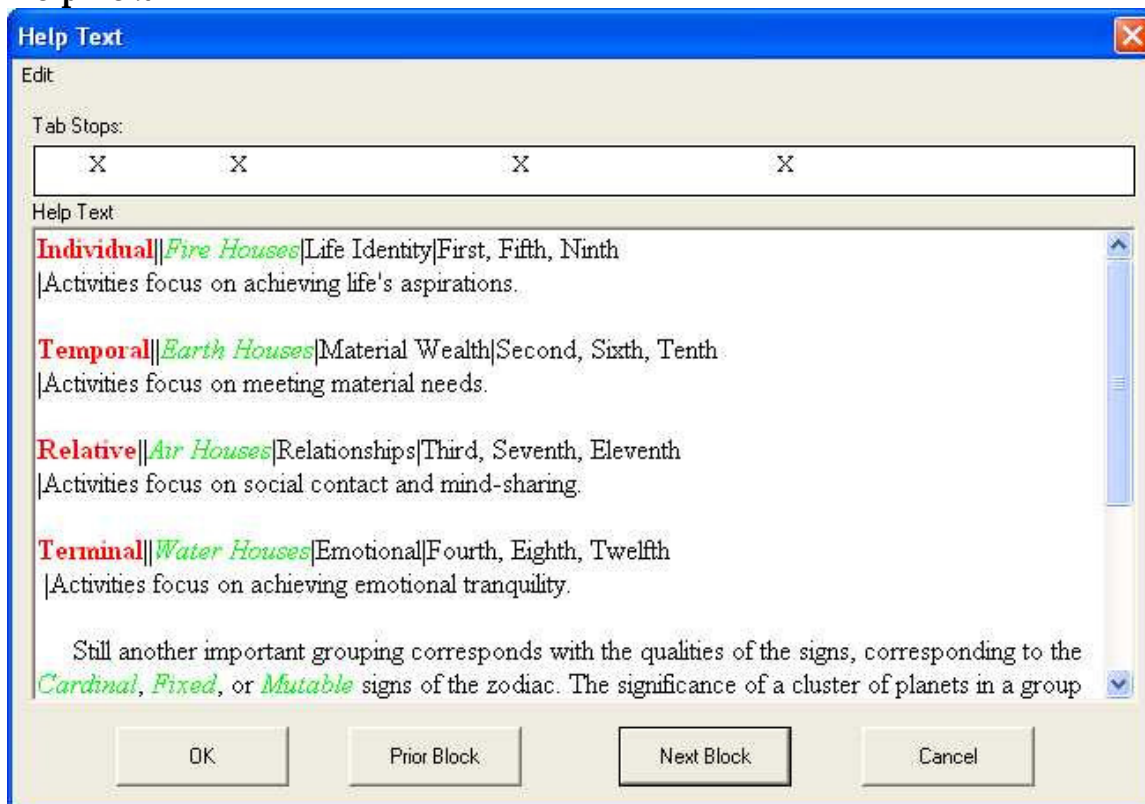 Help Text
Edit
Tab Stops:
X X X X
Help Text
Individual||Fire Houses|Life Identity|First, Fifth, Ninth
|Activities focus on achieving life's aspirations.
Temporal||Earth Houses|Material Wealth|Second, Sixth, Tenth
|Activities focus on meeting material needs.
Relative||Air Houses|Relationships|Third, Seventh, Eleventh
|Activities focus on social contact and mind-sharing.
Terminal||Water Houses|Emotional|Fourth, Eighth, Twelfth
|Activities focus on achieving emotional tranquility.
Still another important grouping corresponds with the qualities of the signs, corresponding to the
Cardinal, Fixed, or Mutable signs of the zodiac. The significance of a cluster of planets in a group
OK Prior Block Next Block Cancel